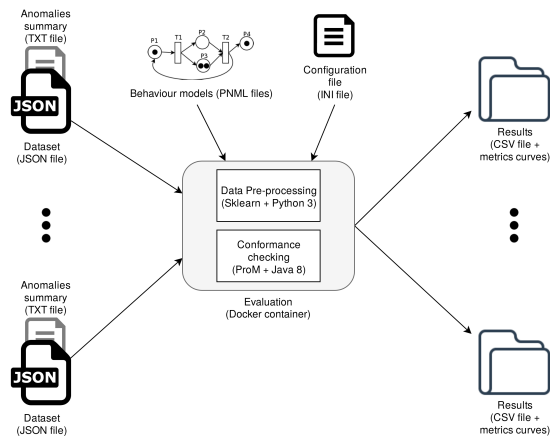 Anomalies
summary
(TXT file)
JSON
Dataset
(JSON file)
P1
T1
P2
P3
T2
P4
Behaviour models (PNML files)
Configuration
file
(INI file)
Results
(CSV file +
metrics curves)
Data Pre-processing
(Sklearn + Python 3)
Conformance
checking
(ProM + Java 8)
Evaluation
(Docker container)
Anomalies
summary
(TXT file)
JSON
Dataset
(JSON file)
Results
(CSV file +
metrics curves)